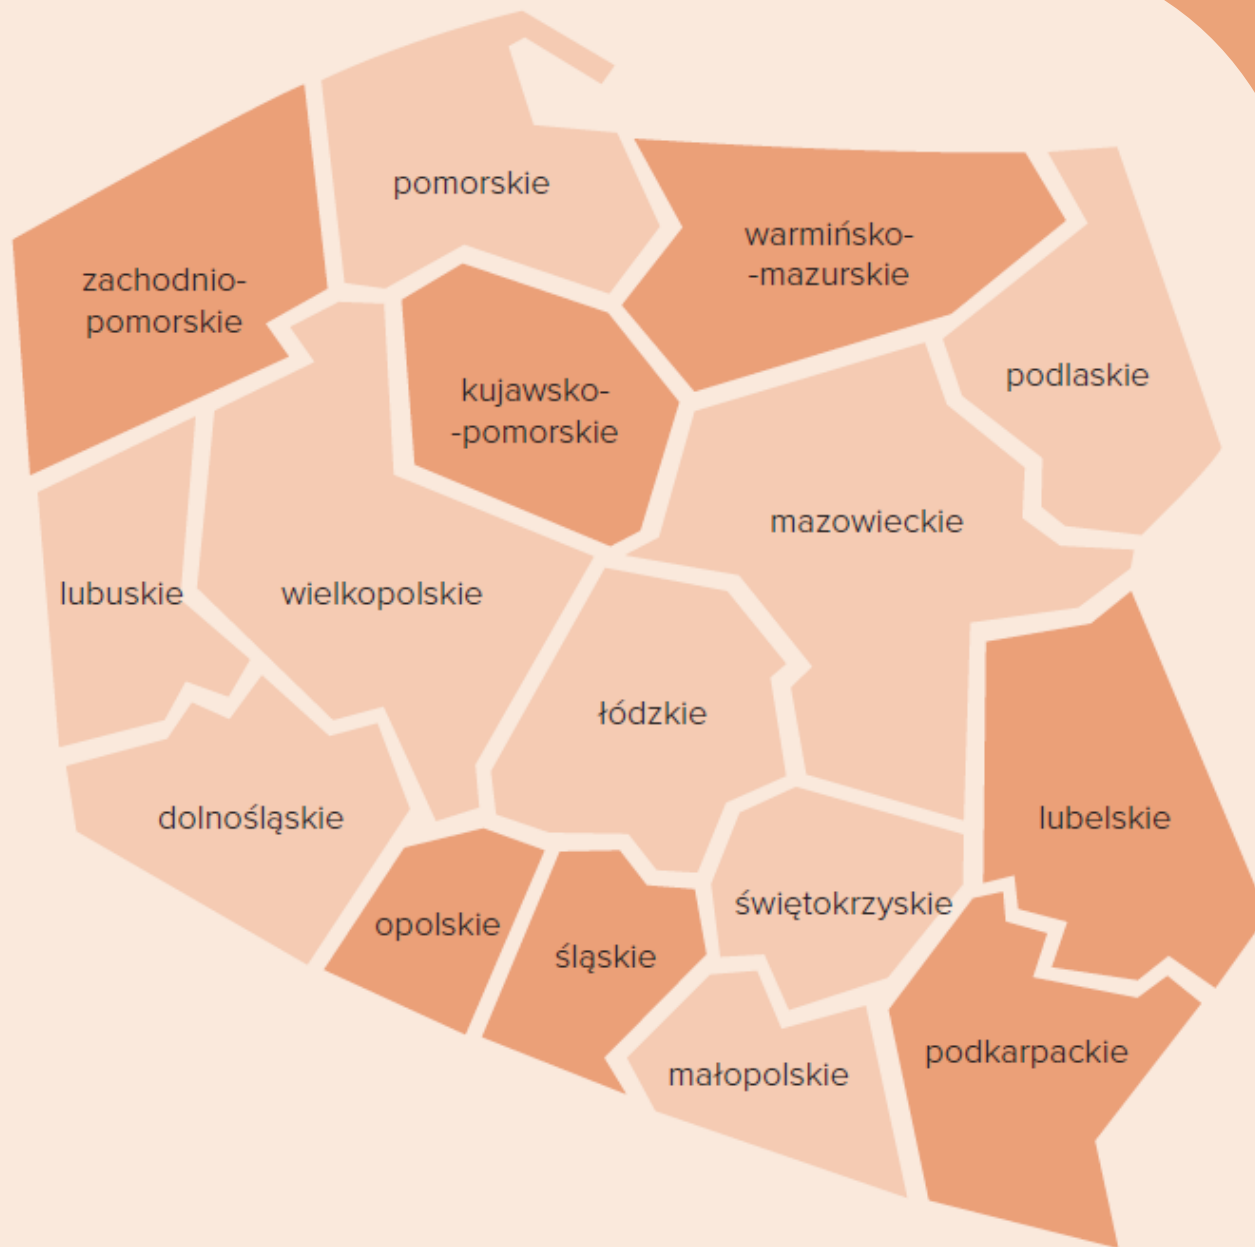 pomorskie
warmińsko-
-mazurskie
zachodnio-
pomorskie
podlaskie
kujawsko-
-pomorskie
mazowieckie
lubuskie
wielkopolskie
łódzkie
dolnośląskie
lubelskie
świętokrzyskie
opolskie
śląskie
podkarpackie
małopolskie